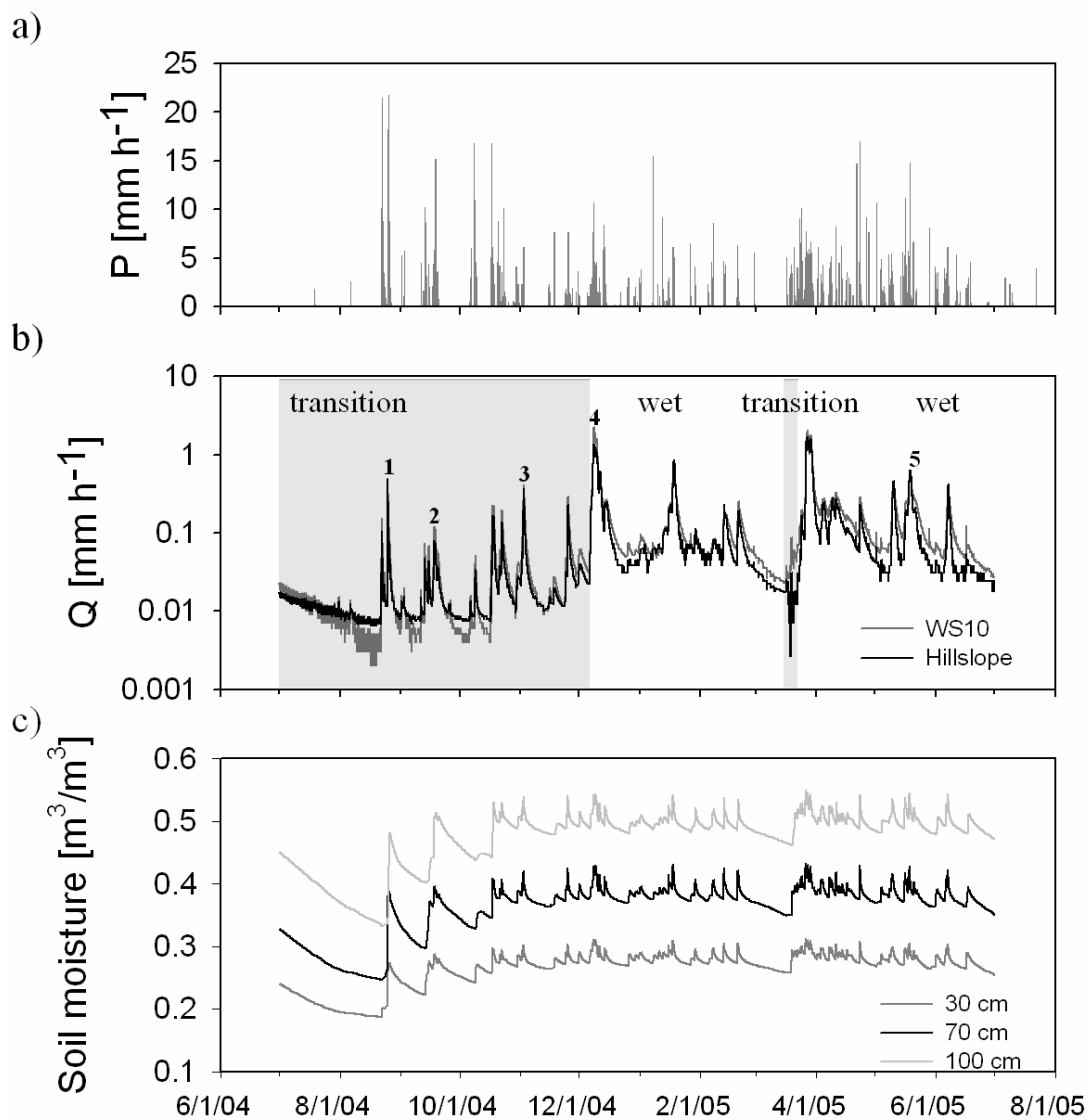 a)
P [mm h-1]
25
20
15
10
5
0
b)
Q [mm h-1]
10
1
0.1
0.01
0.001
transition
wet
transition
wet
1
2
3
4
5
WS10
Hillslope
c)
Soil moisture [m3/m3]
0.6
0.5
0.4
0.3
0.2
0.1
30 cm
70 cm
100 cm
6/1/04 8/1/04 10/1/04 12/1/04 2/1/05 4/1/05 6/1/05 8/1/05